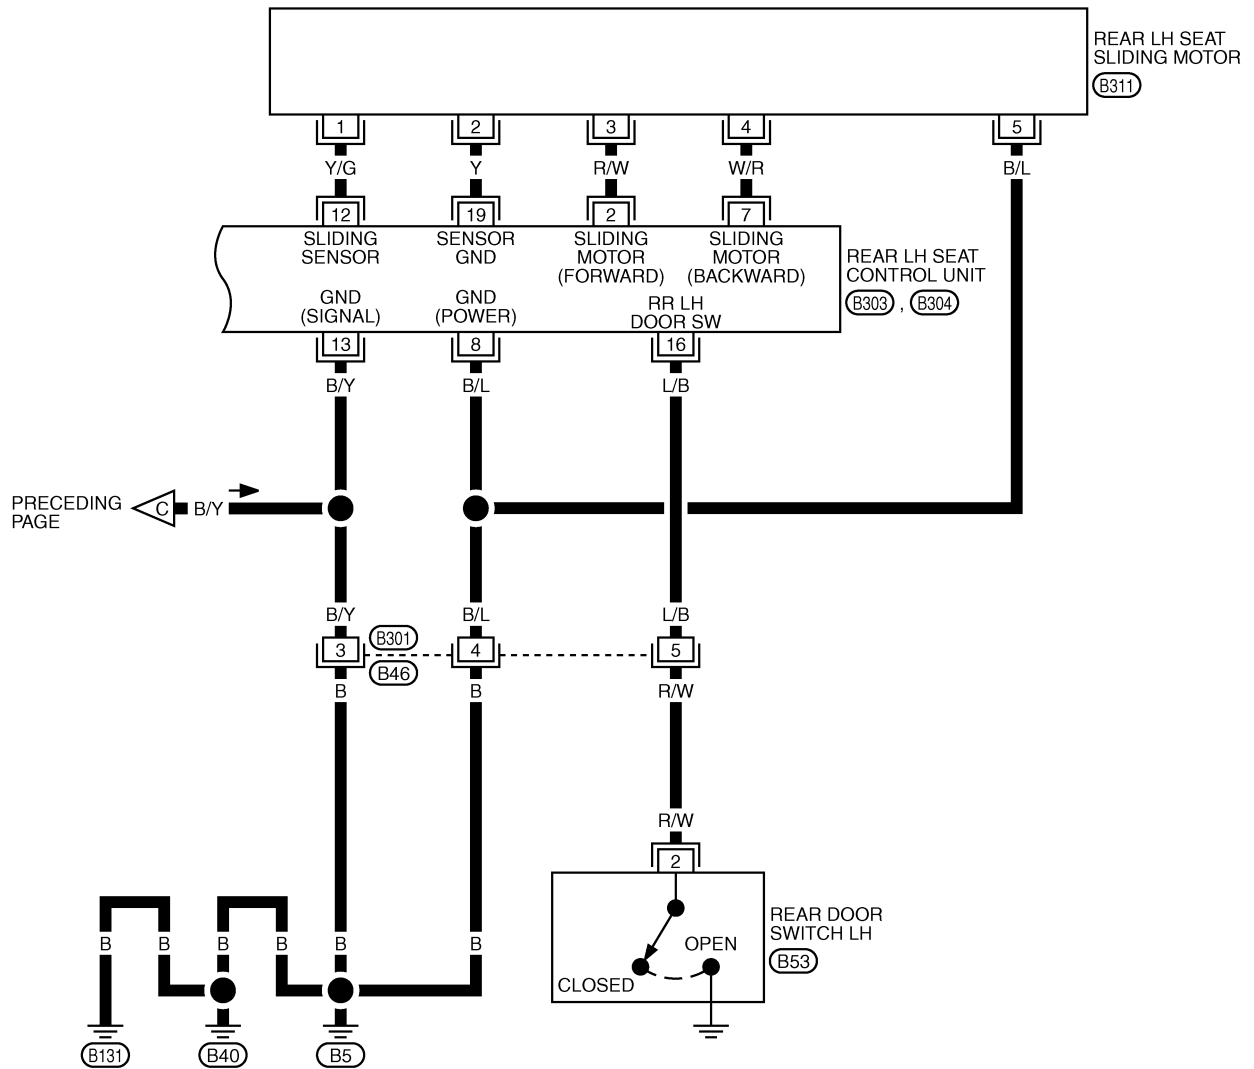 REAR LH SEAT
SLIDING MOTOR
B311
1 2 3 4 5
Y/G Y R/W W/R B/L
12 19 2 7
SLIDING
SENSOR
SENSOR
GND
SLIDING
MOTOR
(FORWARD)
SLIDING
MOTOR
(BACKWARD)
REAR LH SEAT
CONTROL UNIT
B303 , B304
GND
(SIGNAL)
GND
(POWER)
RR LH
DOOR SW
13 8 16
B/Y B/L L/B
PRECEDING
PAGE
C B/Y
B/Y B/L L/B
3 B301 4 5
B46
B B R/W
R/W
2
REAR DOOR
SWITCH LH
B53
OPEN
CLOSED
B B B B B B
B131 B40 B5